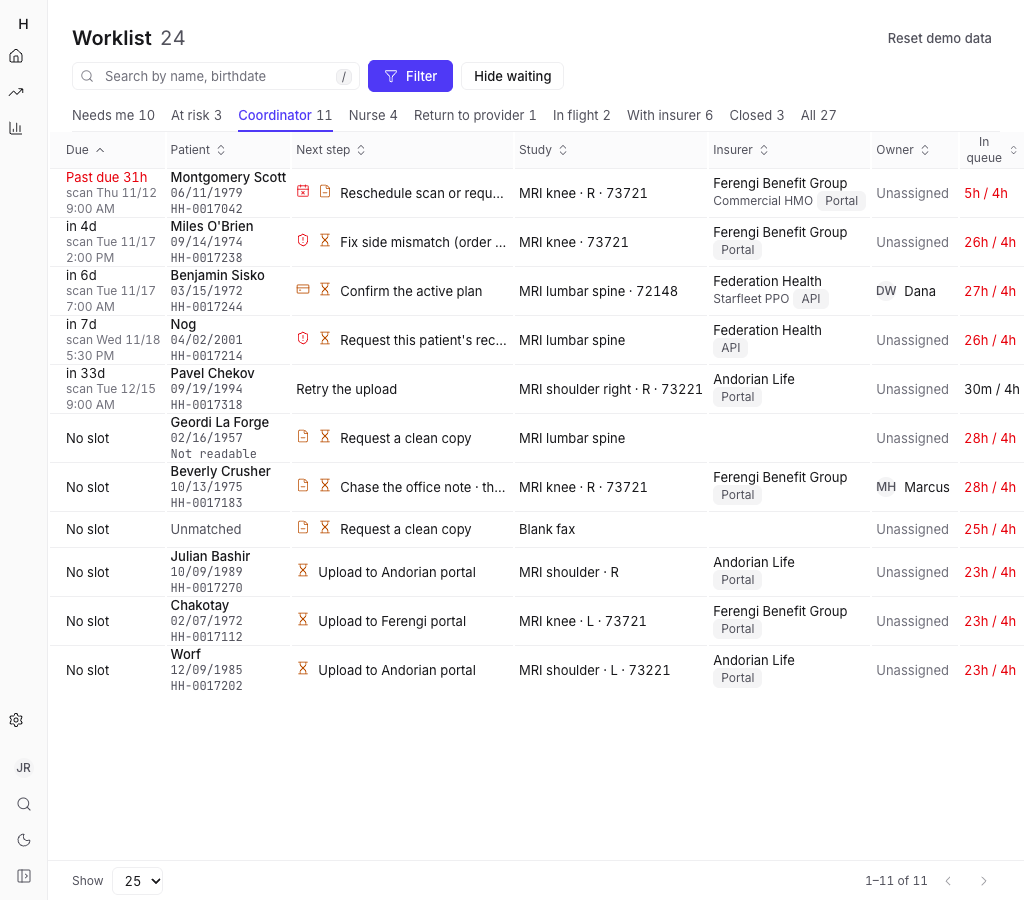 H
Worklist 24
Reset demo data
Search by name, birthdate /
Filter
Hide waiting
Needs me 10 At risk 3 Coordinator 11 Nurse 4 Return to provider 1 In flight 2 With insurer 6 Closed 3 All 27
Due Patient Next step Study Insurer Owner In queue
Past due 31h
scan Thu 11/12
9:00 AM
Montgomery Scott
06/11/1979
HH-0017042
Reschedule scan or requ...
MRI knee · R · 73721
Ferengi Benefit Group
Commercial HMO Portal
Unassigned
5h / 4h
in 4d
scan Tue 11/17
2:00 PM
Miles O'Brien
09/14/1974
HH-0017238
Fix side mismatch (order ...
MRI knee · 73721
Ferengi Benefit Group
Portal
Unassigned
26h / 4h
in 6d
scan Tue 11/17
7:00 AM
Benjamin Sisko
03/15/1972
HH-0017244
Confirm the active plan
MRI lumbar spine · 72148
Federation Health
Starfleet PPO API
DW Dana
27h / 4h
in 7d
scan Wed 11/18
5:30 PM
Nog
04/02/2001
HH-0017214
Request this patient's rec...
MRI lumbar spine
Federation Health
API
Unassigned
26h / 4h
in 33d
scan Tue 12/15
9:00 AM
Pavel Chekov
09/19/1994
HH-0017318
Retry the upload
MRI shoulder right · R · 73221
Andorian Life
Portal
Unassigned
30m / 4h
No slot
Geordi La Forge
02/16/1957
Not readable
Request a clean copy
MRI lumbar spine
Unassigned
28h / 4h
No slot
Beverly Crusher
10/13/1975
HH-0017183
Chase the office note · th...
MRI knee · R · 73721
Ferengi Benefit Group
Portal
MH Marcus
28h / 4h
No slot
Unmatched
Request a clean copy
Blank fax
Unassigned
25h / 4h
No slot
Julian Bashir
10/09/1989
HH-0017270
Upload to Andorian portal
MRI shoulder · R
Andorian Life
Portal
Unassigned
23h / 4h
No slot
Chakotay
02/07/1972
HH-0017112
Upload to Ferengi portal
MRI knee · L · 73721
Ferengi Benefit Group
Portal
Unassigned
23h / 4h
No slot
Worf
12/09/1985
HH-0017202
Upload to Andorian portal
MRI shoulder · L · 73221
Andorian Life
Portal
Unassigned
23h / 4h
JR
Show 25
1–11 of 11